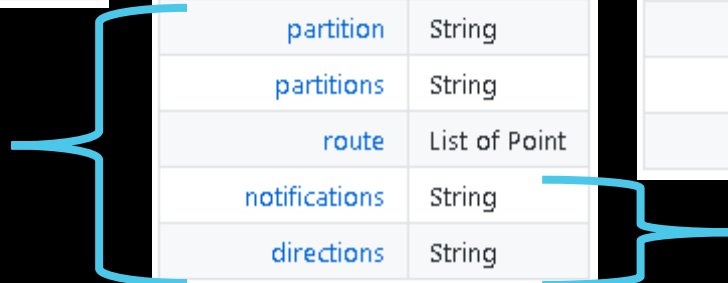 partition String
partitions String
route List of Point
notifications String
directions String